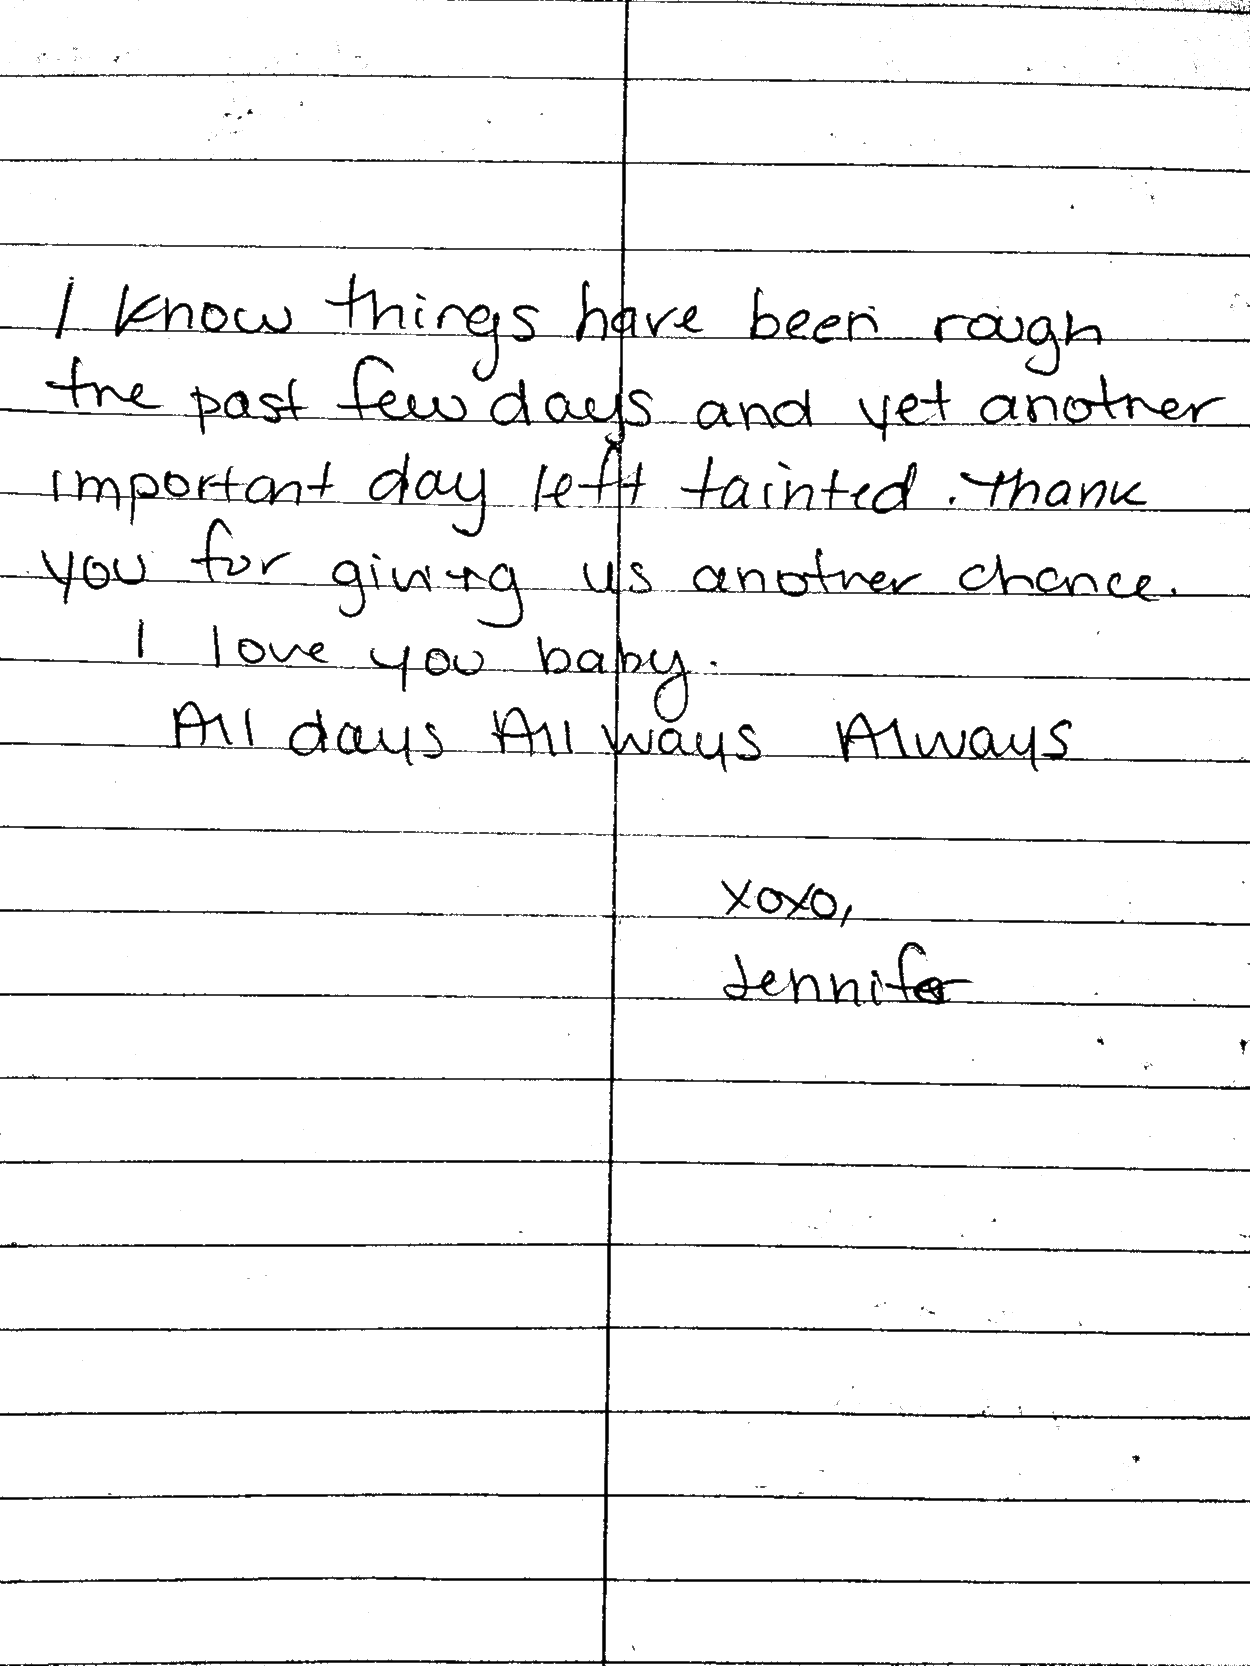 I know things have been rough
the past few days and yet another
important day left tainted. Thank
you for giving us another chance.
I love you baby.
All days All ways Always
xoxo,
Jennifer